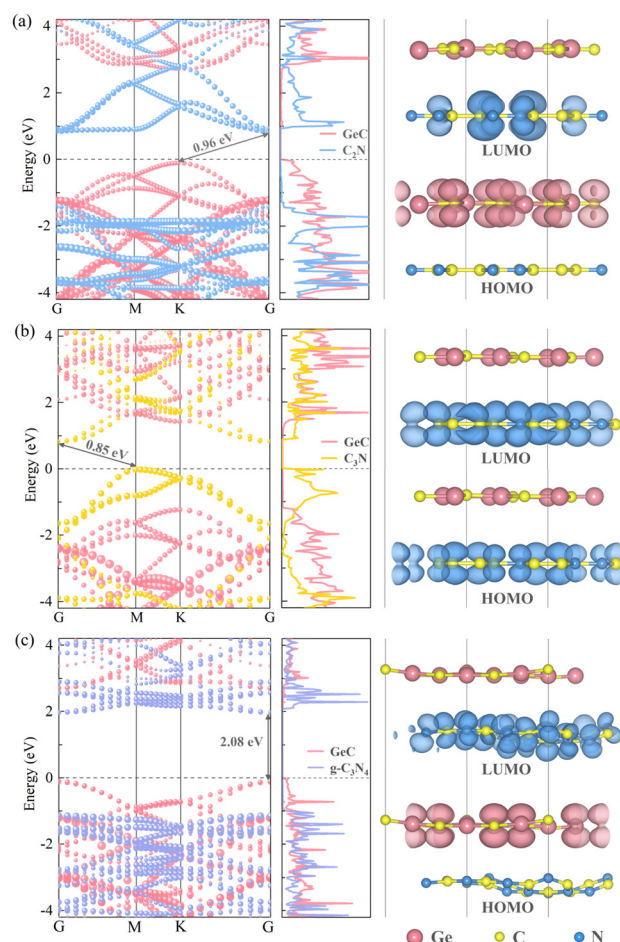 (a)
4
2
0
-2
-4
Energy (eV)
0.96 eV
GeC
C2N
G M K G
LUMO
HOMO
(b)
4
2
0
-2
-4
Energy (eV)
0.85 eV
GeC
C3N
G M K G
LUMO
HOMO
(c)
4
2
0
-2
-4
Energy (eV)
2.08 eV
GeC
g-C3N4
G M K G
LUMO
HOMO
Ge C N